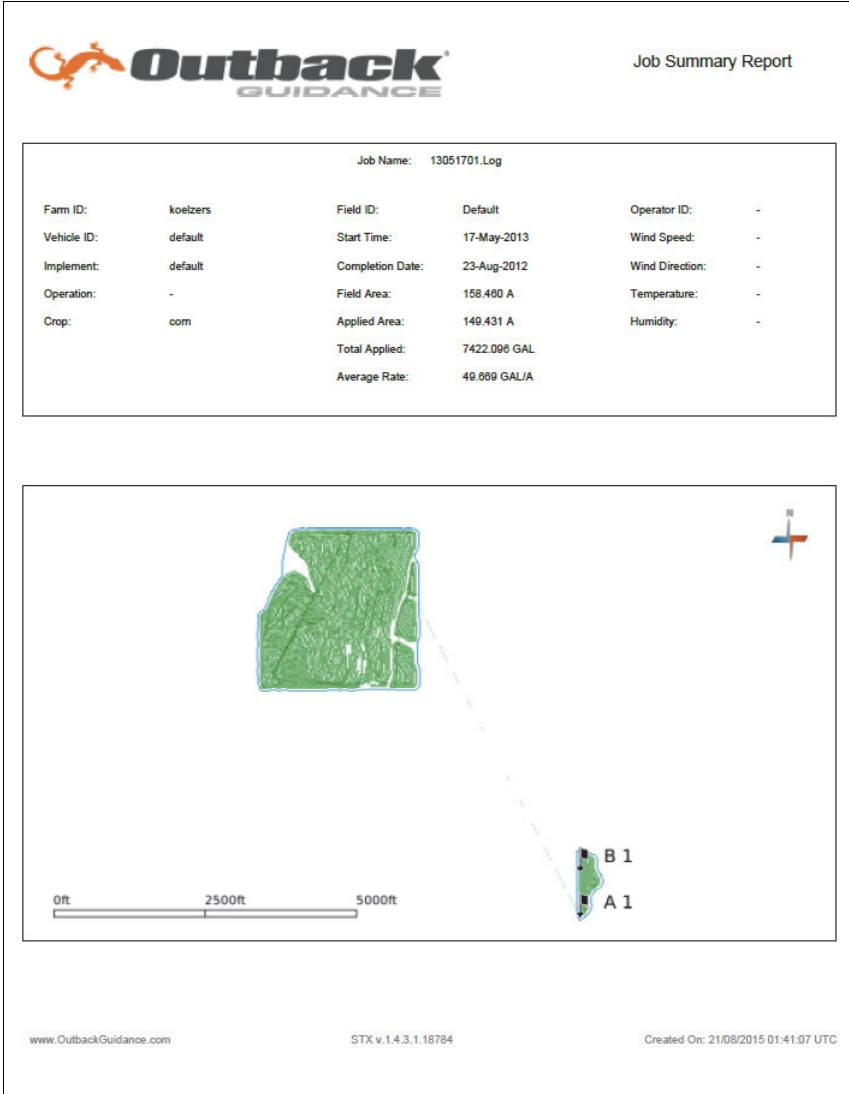 Outback
GUIDANCE
Job Summary Report
Job Name: 13051701.Log
Farm ID: koelzers Field ID: Default Operator ID: -
Vehicle ID: default Start Time: 17-May-2013 Wind Speed: -
Implement: default Completion Date: 23-Aug-2012 Wind Direction: -
Operation: - Field Area: 158.460 A Temperature: -
Crop: corn Applied Area: 149.431 A Humidity: -
Total Applied: 7422.096 GAL
Average Rate: 49.669 GAL/A
N
B 1
0ft 2500ft 5000ft
A 1
www.OutbackGuidance.com STX v.1.4.3.1.18784 Created On: 21/08/2015 01:41:07 UTC